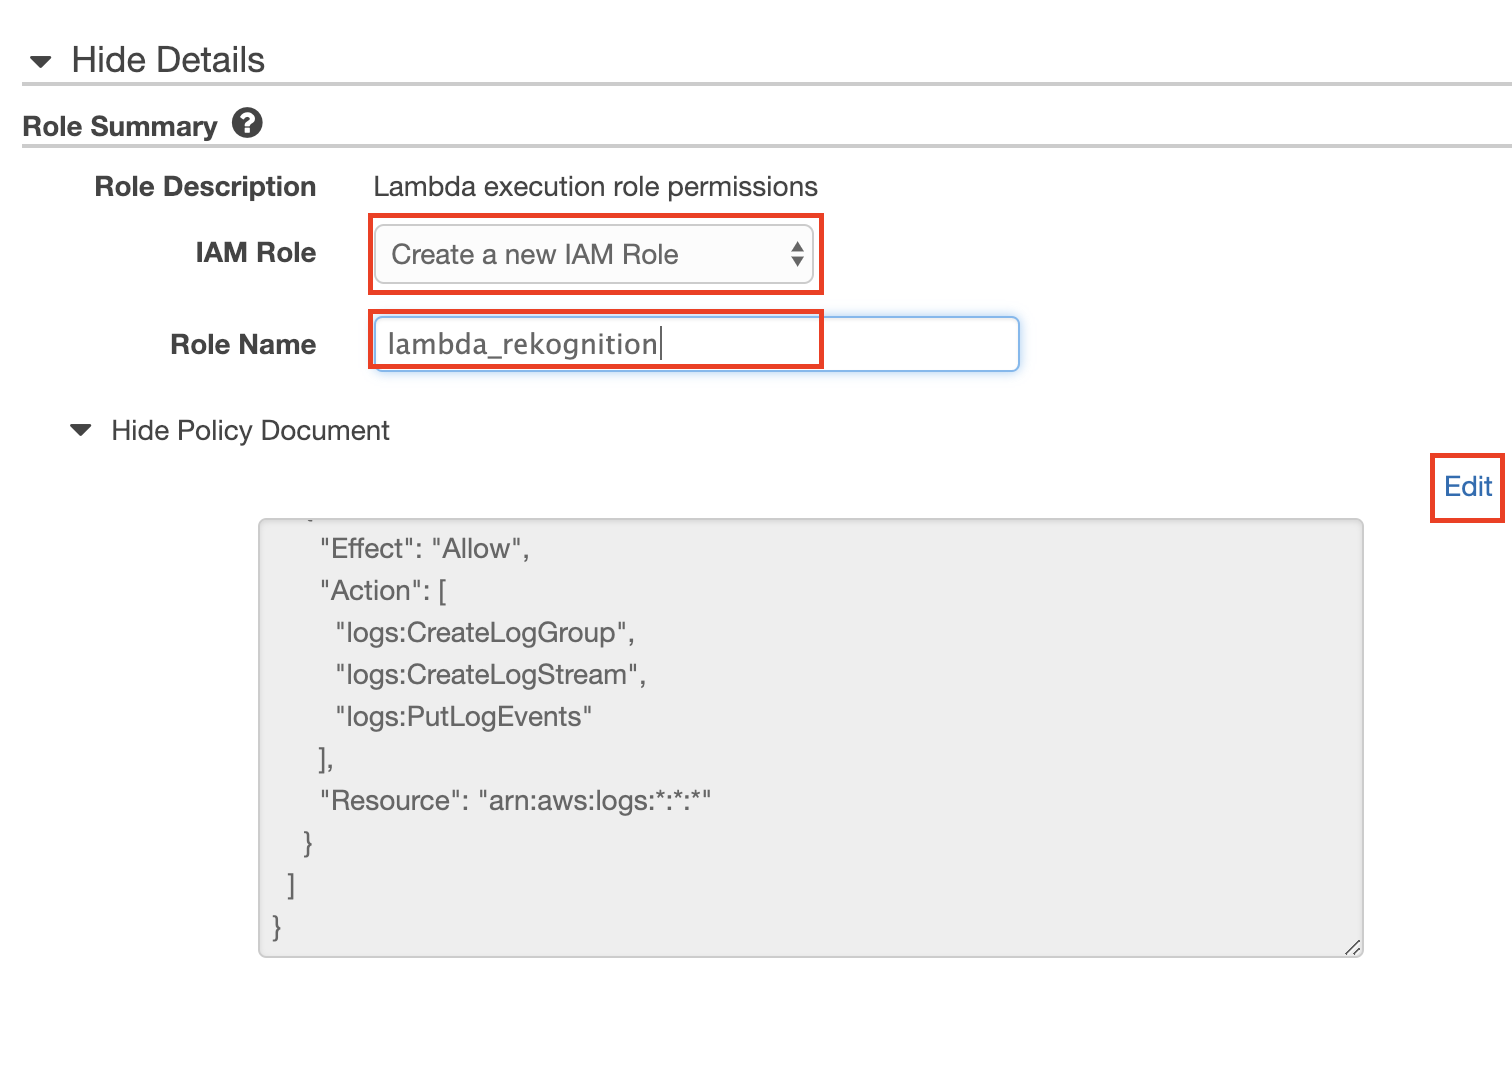 Hide Details
Role Summary ?
Role Description Lambda execution role permissions
IAM Role Create a new IAM Role
Role Name lambda_rekognition
Hide Policy Document
Edit
"Effect": "Allow",
"Action": [
"logs:CreateLogGroup",
"logs:CreateLogStream",
"logs:PutLogEvents"
],
"Resource": "arn:aws:logs:*:*:*"
}
]
}